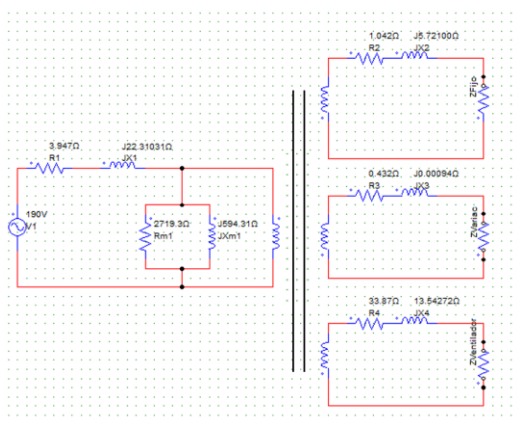 1.042Ω J5.72100Ω
R2 JX2
ZFijo
3.947Ω J22.31031Ω
R1 JX1
190V
V1
2719.3Ω J594.31Ω
Rm1 JXm1
0.432Ω J0.00094Ω
R3 JX3
ZVariac
33.87Ω 13.54272Ω
R4 JX4
ZVentilador